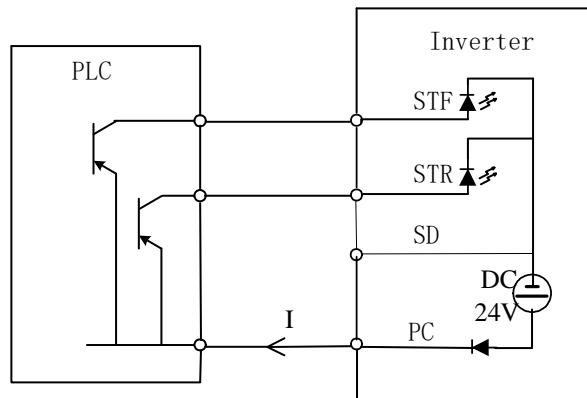 Inverter
PLC
STF
STR
SD
DC
24V
I
PC